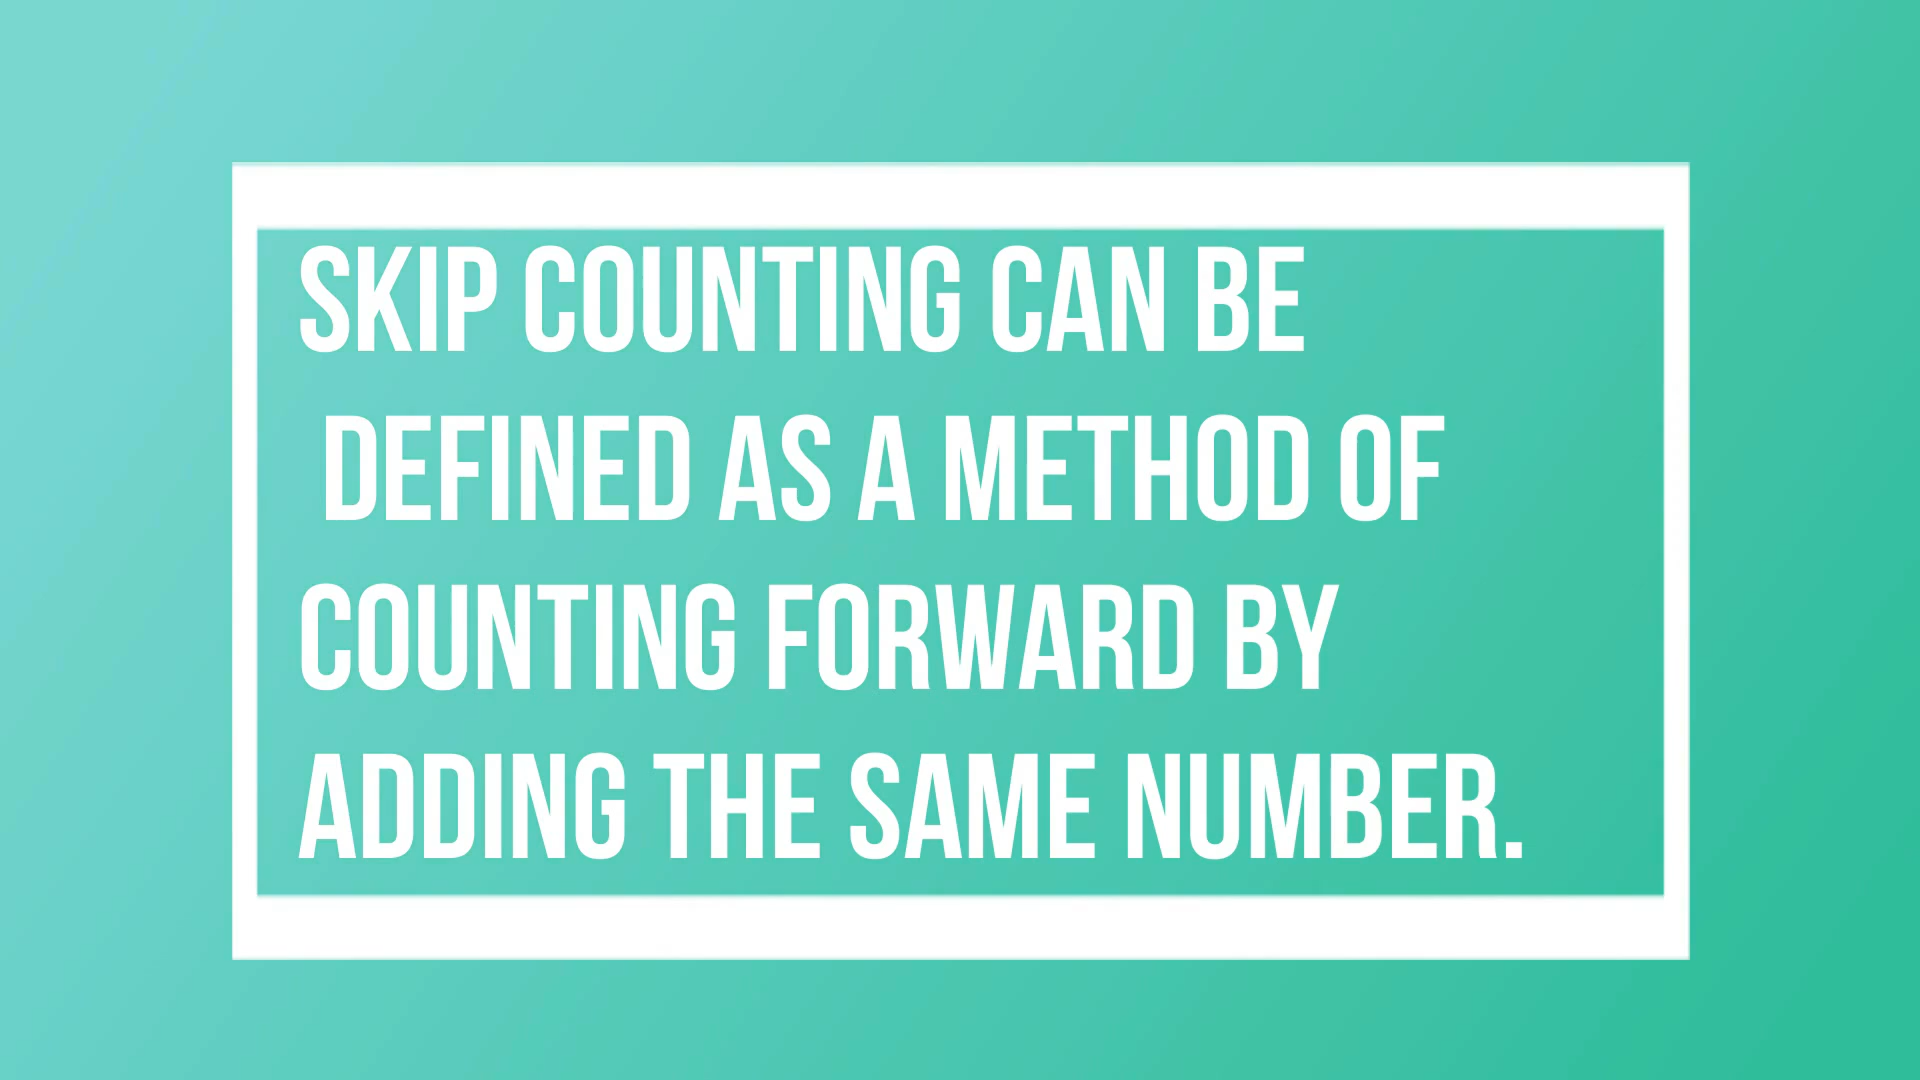 SKIP COUNTING CAN BE
DEFINED AS A METHOD OF
COUNTING FORWARD BY
ADDING THE SAME NUMBER.